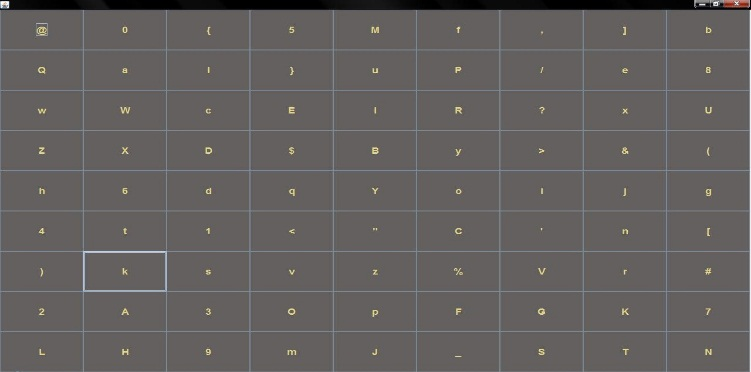 @ 0 { 5 M f , ] b
Q a l } u P / e 8
w W c E I R ? x U
Z X D $ B y > & (
h 6 d q Y o l j g
4 t 1 < " C ' n [
) k s v z % V r #
2 A 3 O p F G K 7
L H 9 m J _ S T N